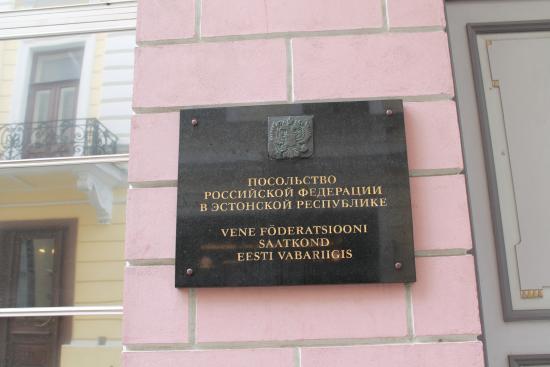 ПОСОЛЬСТВО
РОССИЙСКОЙ ФЕДЕРАЦИИ
В ЭСТОНСКОЙ РЕСПУБЛИКЕ
VENE FÖDERATSIOONI
SAATKOND
EESTI VABARIIGIS